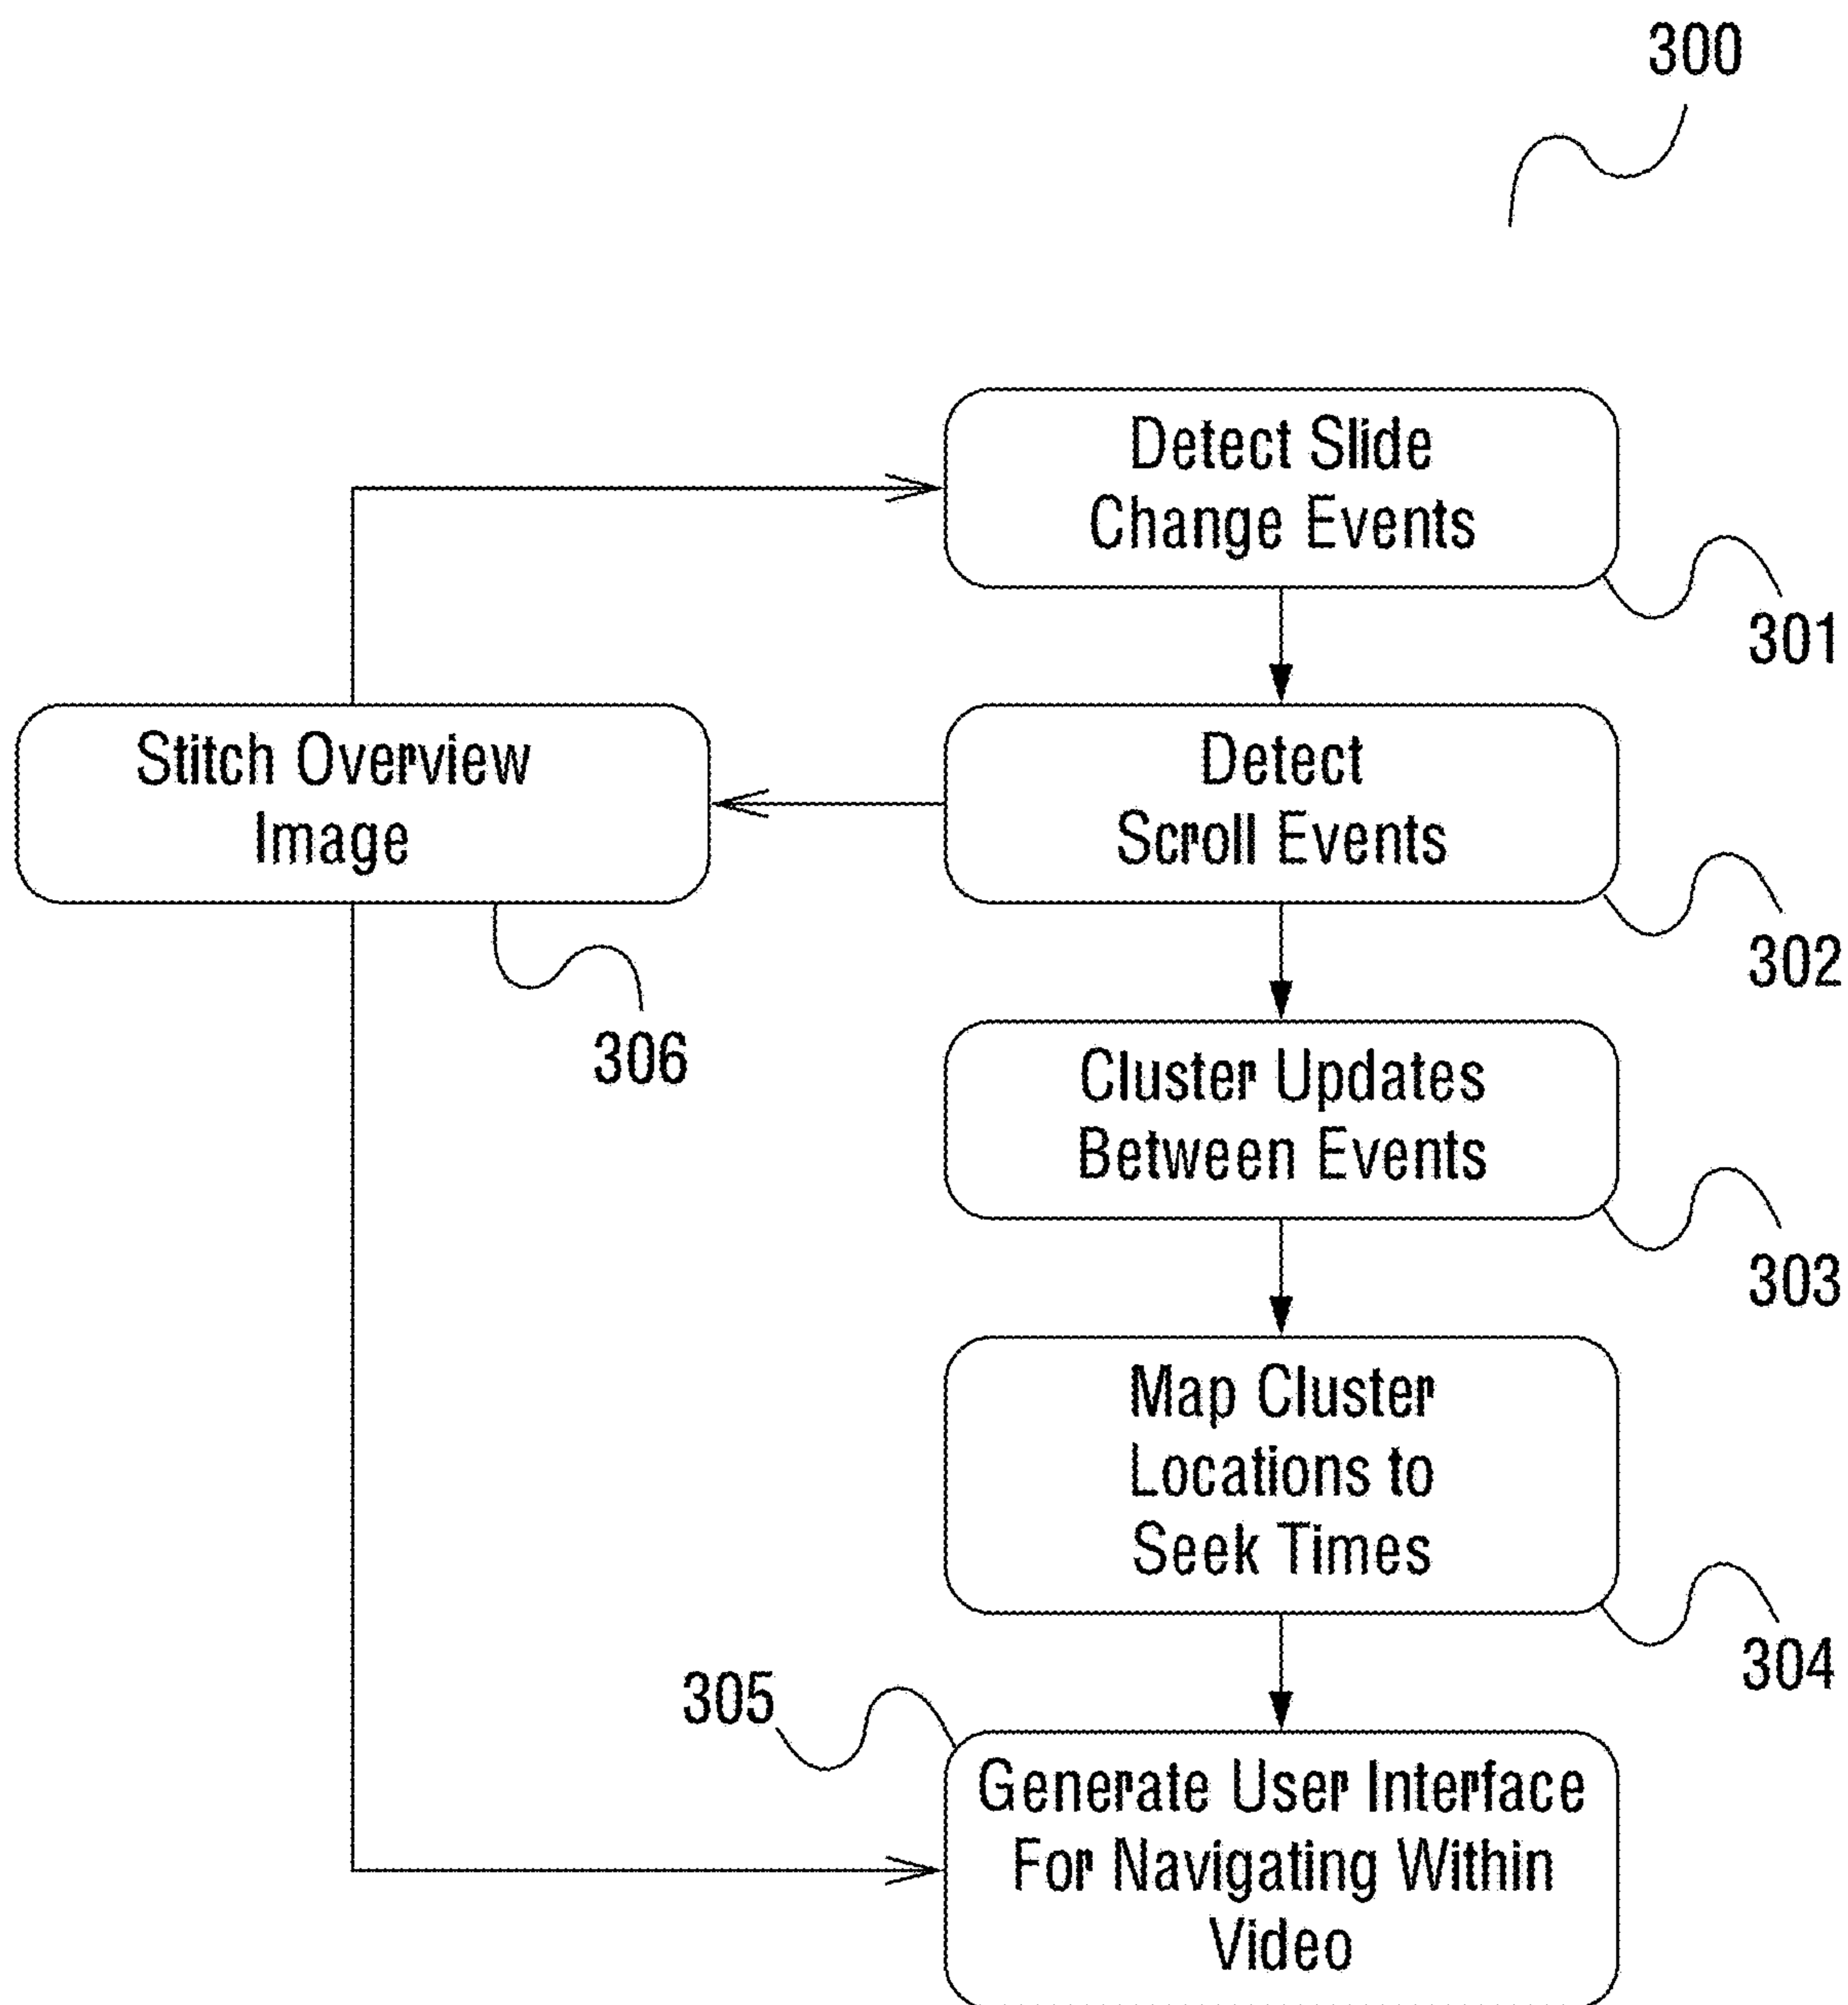 300
Detect Slide
Change Events
301
Stitch Overview
Image
306
Detect
Scroll Events
302
Cluster Updates
Between Events
303
Map Cluster
Locations to
Seek Times
304
305
Generate User Interface
For Navigating Within
Video